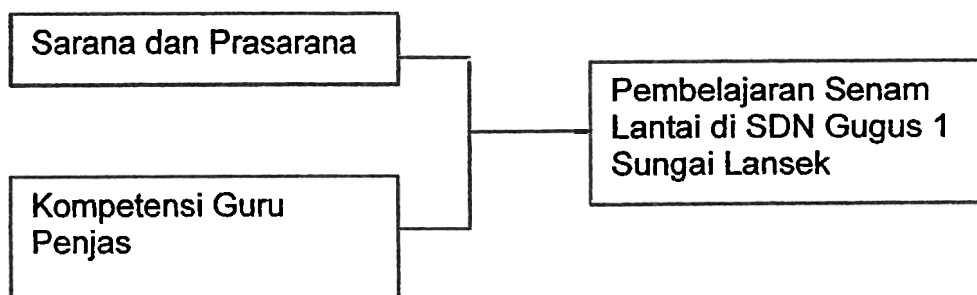 Sarana dan Prasarana
Kompetensi Guru
Penjas
Pembelajaran Senam
Lantai di SDN Gugus 1
Sungai Lansek